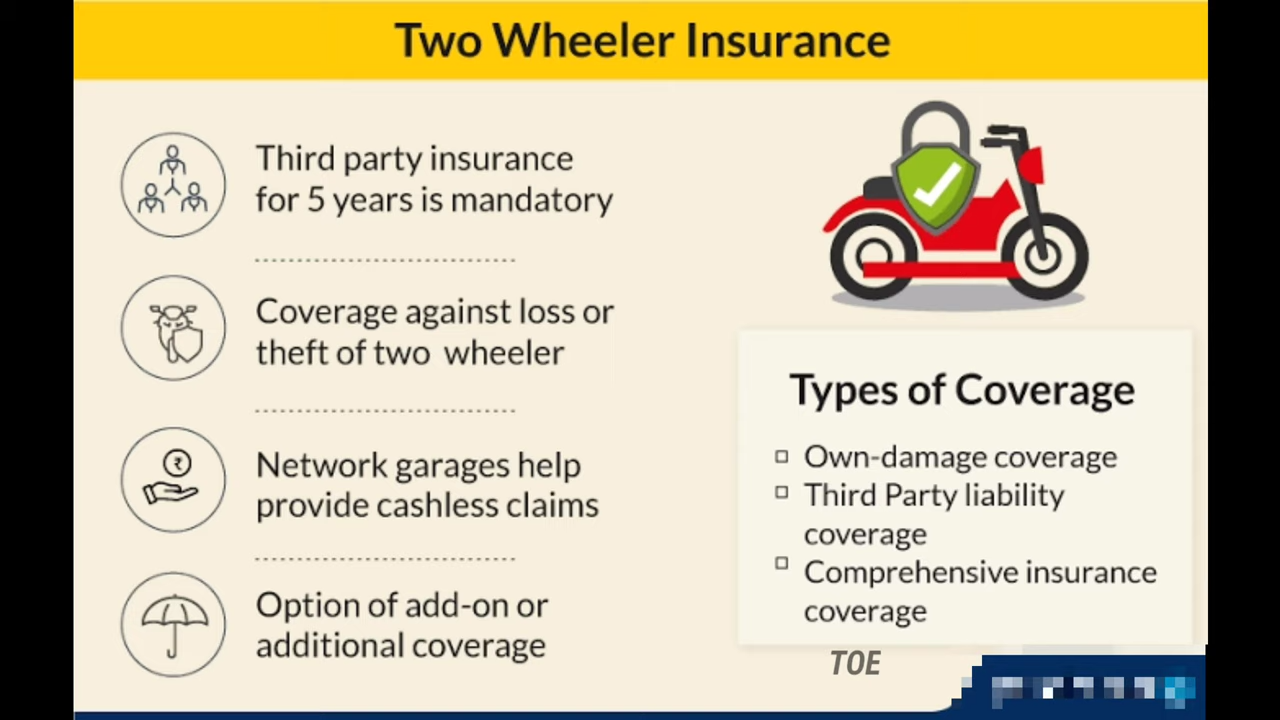 Two Wheeler Insurance
Third party insurance
for 5 years is mandatory
Coverage against loss or
theft of two wheeler
₹
Network garages help
provide cashless claims
Option of add-on or
additional coverage
Types of Coverage
Own-damage coverage
Third Party liability
coverage
Comprehensive insurance
coverage
TOE